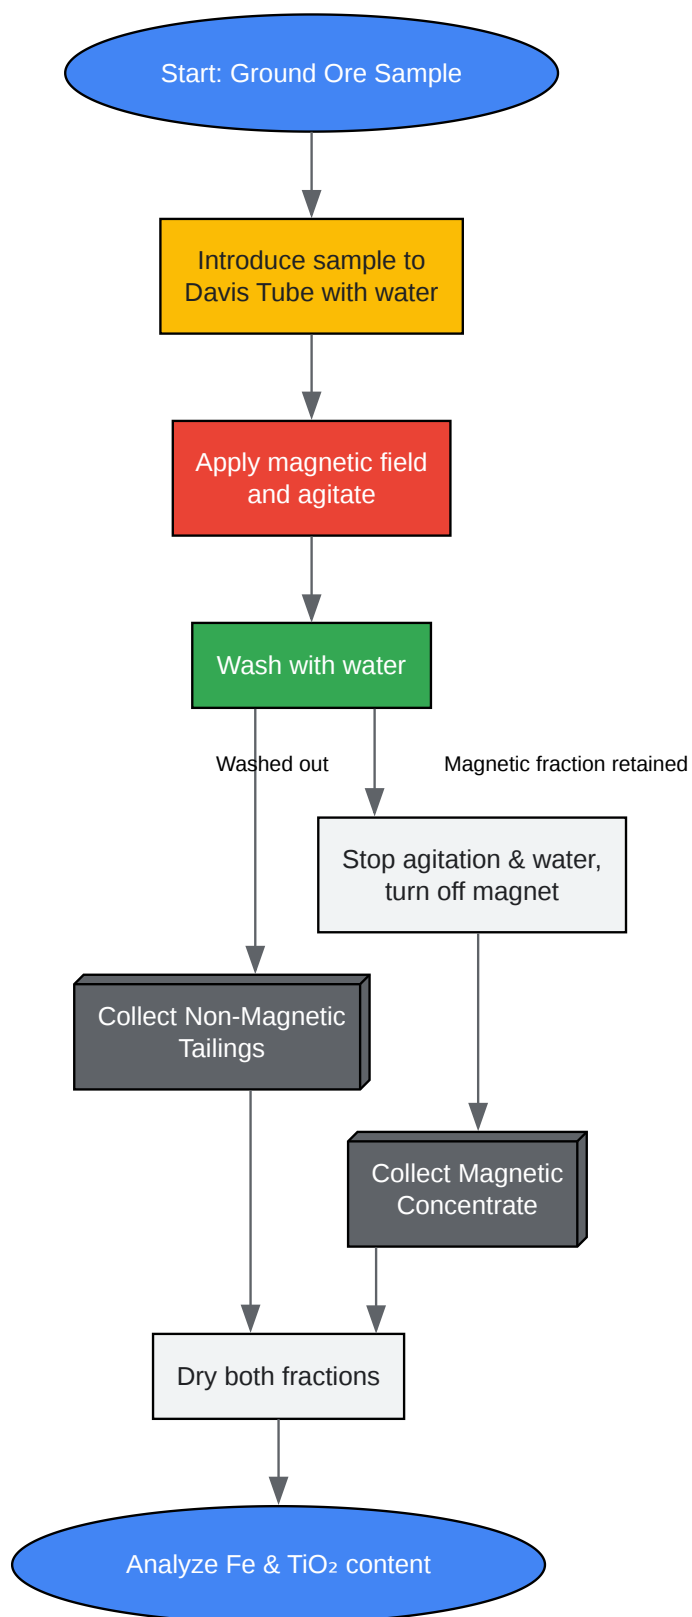 Start: Ground Ore Sample
Introduce sample to
Davis Tube with water
Apply magnetic field
and agitate
Wash with water
Washed out
Magnetic fraction retained
Stop agitation & water,
turn off magnet
Collect Non-Magnetic
Tailings
Collect Magnetic
Concentrate
Dry both fractions
Analyze Fe & TiO₂ content